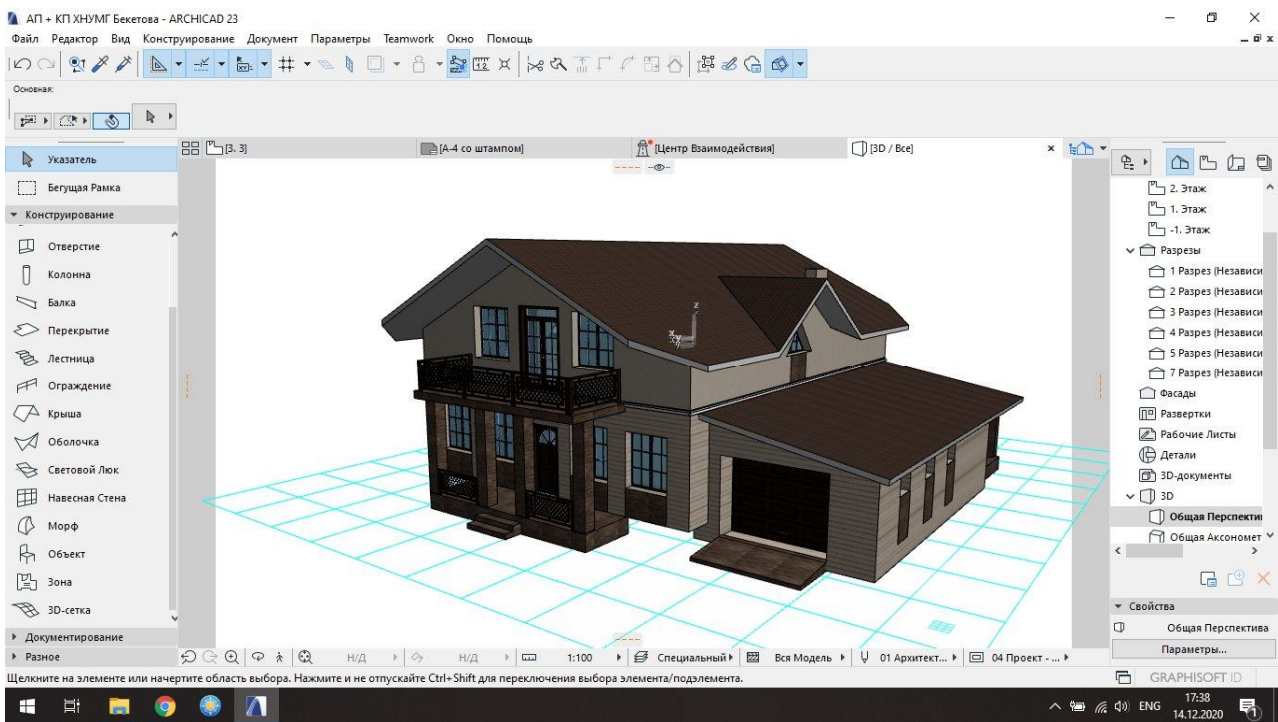 АП + КП ХНУМГ Бекетова - ARCHICAD 23
Файл Редактор Вид Конструирование Документ Параметры Teamwork Окно Помощь
Основная:
[3. 3]
[А-4 со штампом]
[Центр Взаимодействия]
[3D / Все]
Указатель
Бегущая Рамка
Конструирование
Отверстие
Колонна
Балка
Перекрытие
Лестница
Ограждение
Крыша
Оболочка
Световой Люк
Навесная Стена
Морф
Объект
Зона
3D-сетка
Документирование
Разное
z
x
y
2. Этаж
1. Этаж
-1. Этаж
Разрезы
1 Разрез (Независи
2 Разрез (Независи
3 Разрез (Независи
4 Разрез (Независи
5 Разрез (Независи
7 Разрез (Независи
Фасады
Развертки
Рабочие Листы
Детали
3D-документы
3D
Общая Перспекти
Общая Аксономет
Свойства
Общая Перспектива
Параметры...
Н/Д
Н/Д
1:100
Специальный
Вся Модель
01 Архитект...
04 Проект - ...
Щелкните на элементе или начертите область выбора. Нажмите и не отпускайте Ctrl+Shift для переключения выбора элемента/подэлемента.
GRAPHISOFT ID
ENG
17:38
14.12.2020